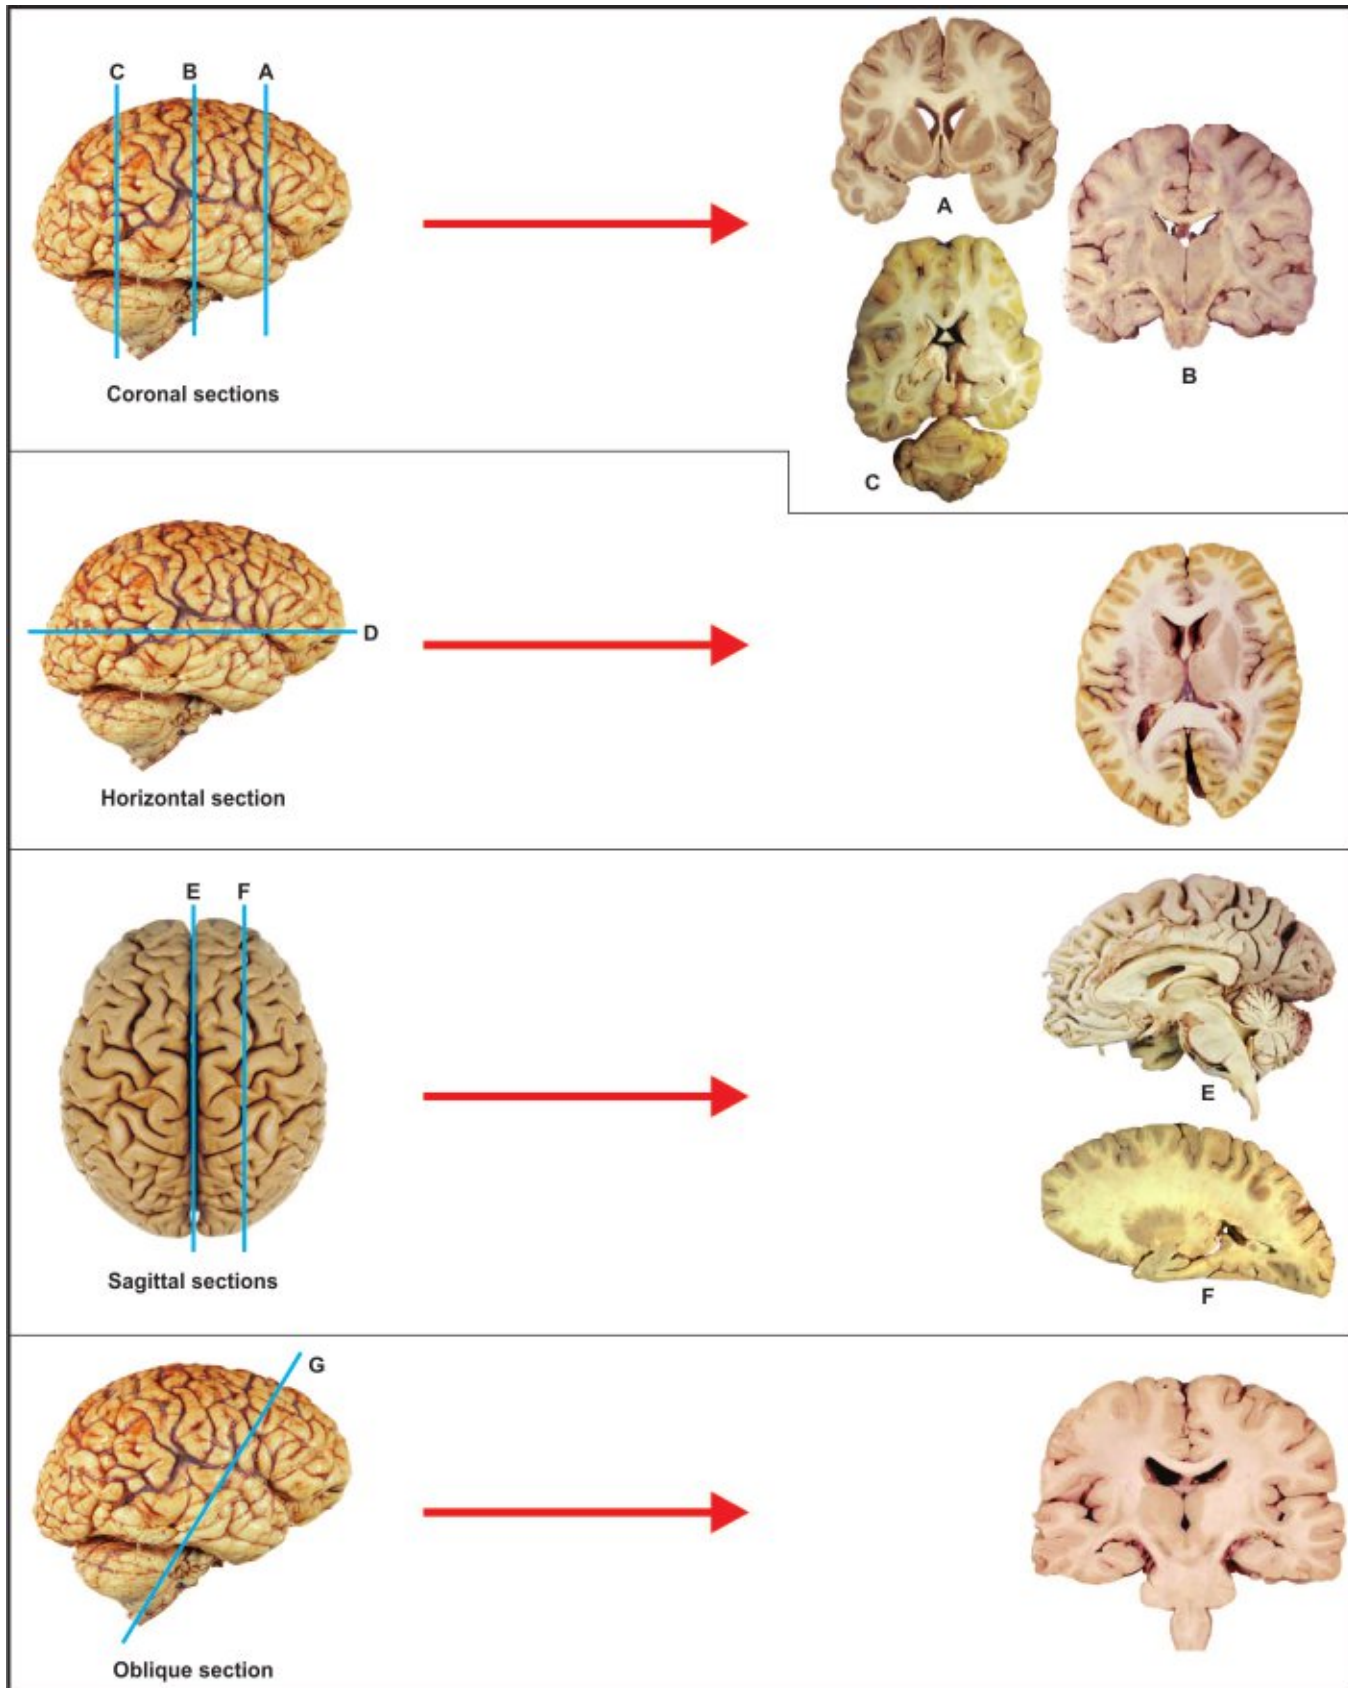 C B A
Coronal sections
A
B
C
D
Horizontal section
E F
Sagittal sections
E
F
G
Oblique section